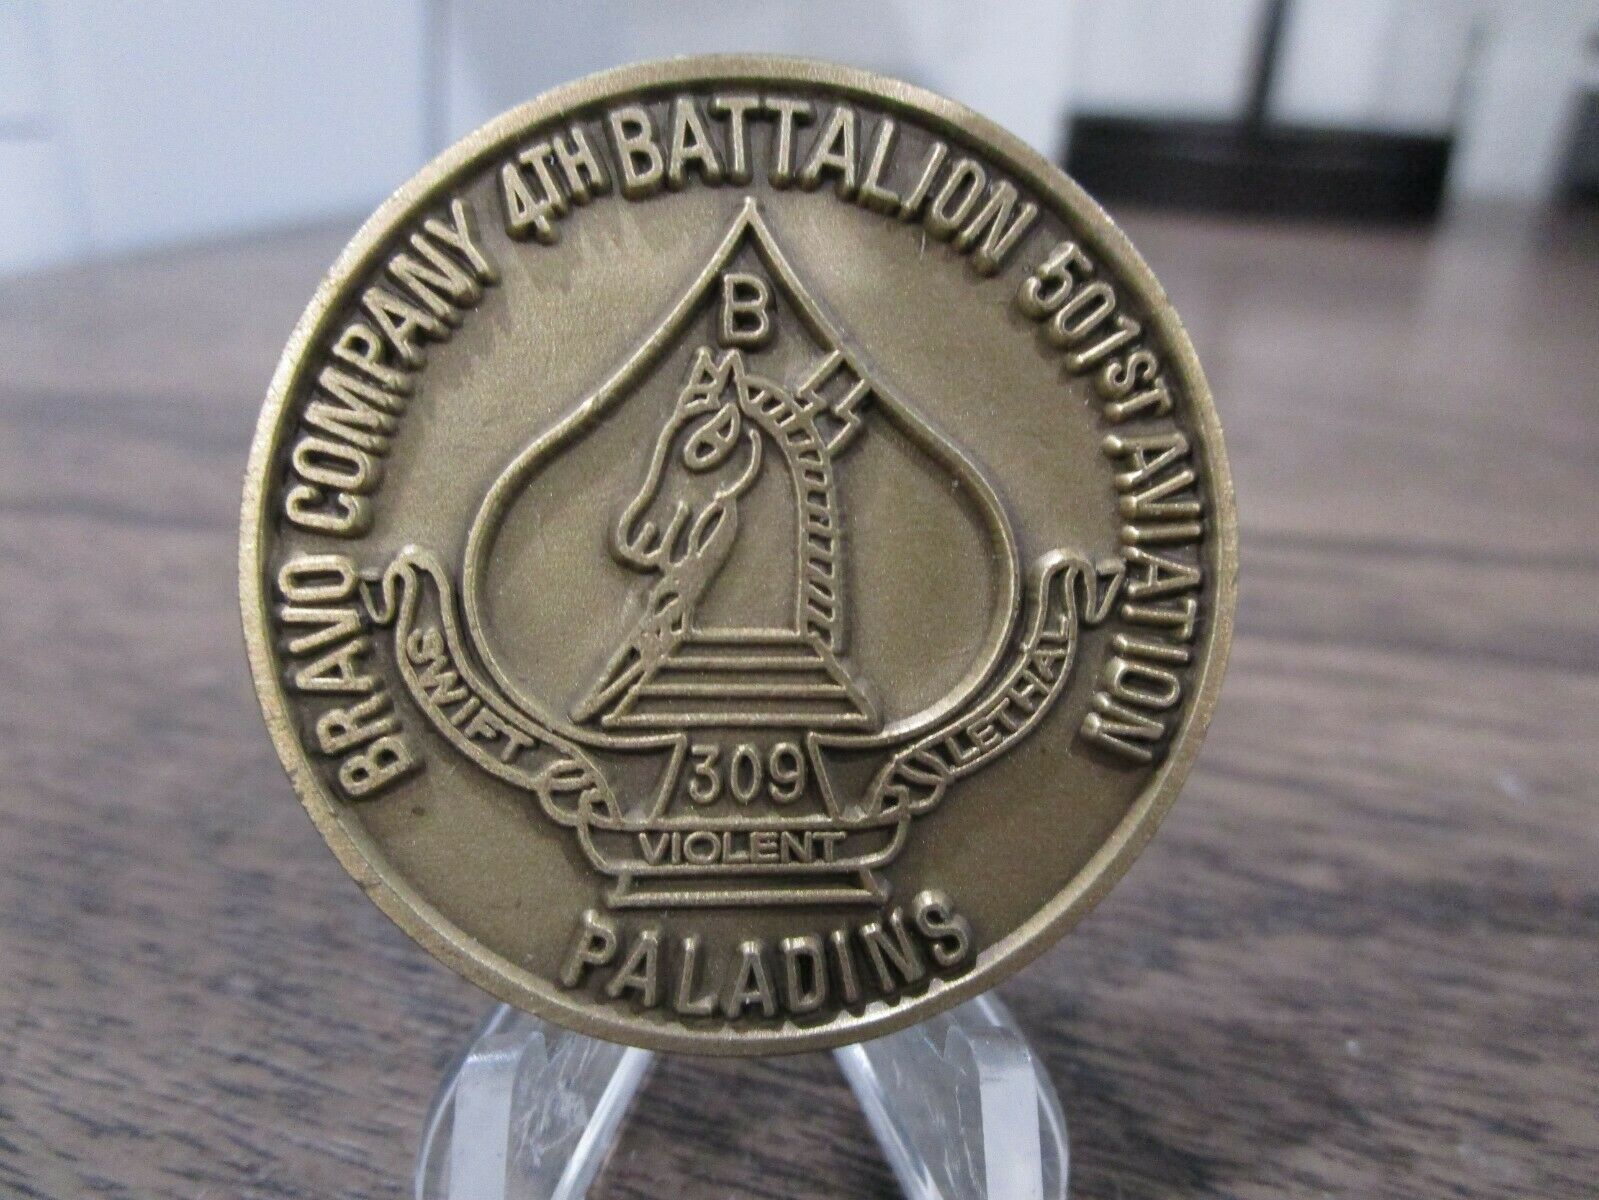 BRAVO COMPANY 4TH BATTALION 501ST AVIATION
B
309
SWIFT
VIOLENT
LETHAL
PALADINS